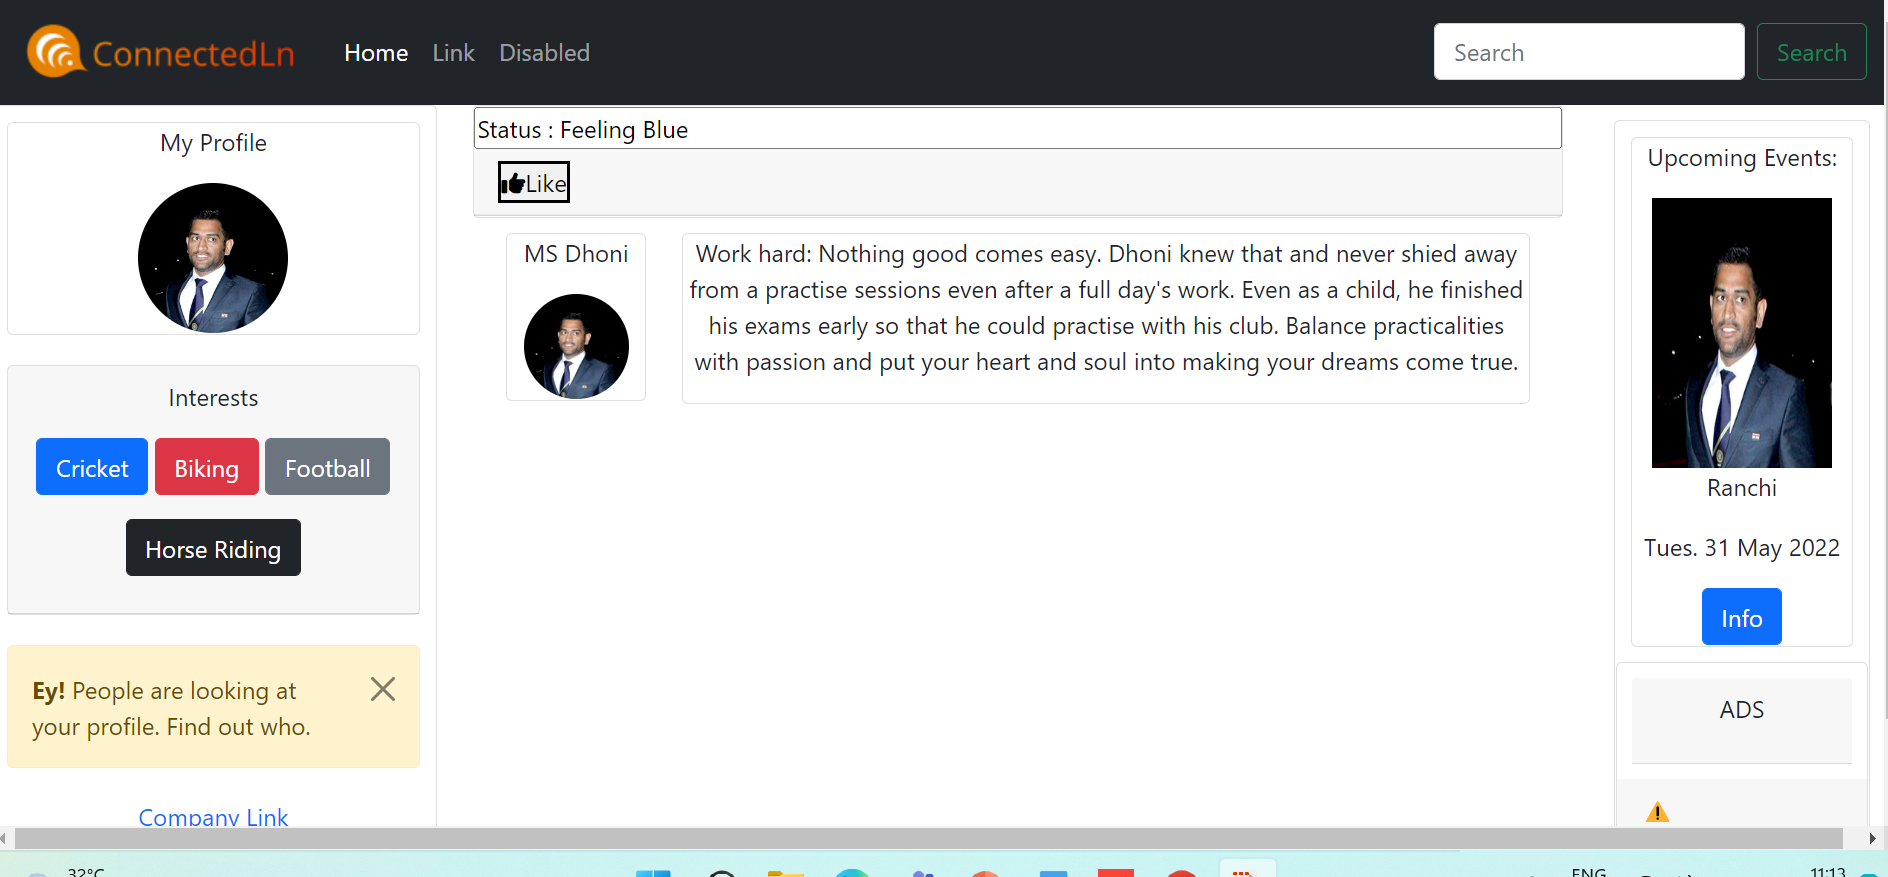 ConnectedLn
Home Link Disabled
Search
Search
My Profile
Interests
Cricket Biking Football
Horse Riding
Ey! People are looking at
your profile. Find out who.
Company Link
Status : Feeling Blue
Like
MS Dhoni
Work hard: Nothing good comes easy. Dhoni knew that and never shied away
from a practise sessions even after a full day's work. Even as a child, he finished
his exams early so that he could practise with his club. Balance practicalities
with passion and put your heart and soul into making your dreams come true.
Upcoming Events:
Ranchi
Tues. 31 May 2022
Info
ADS
32°C
ENG
11:13